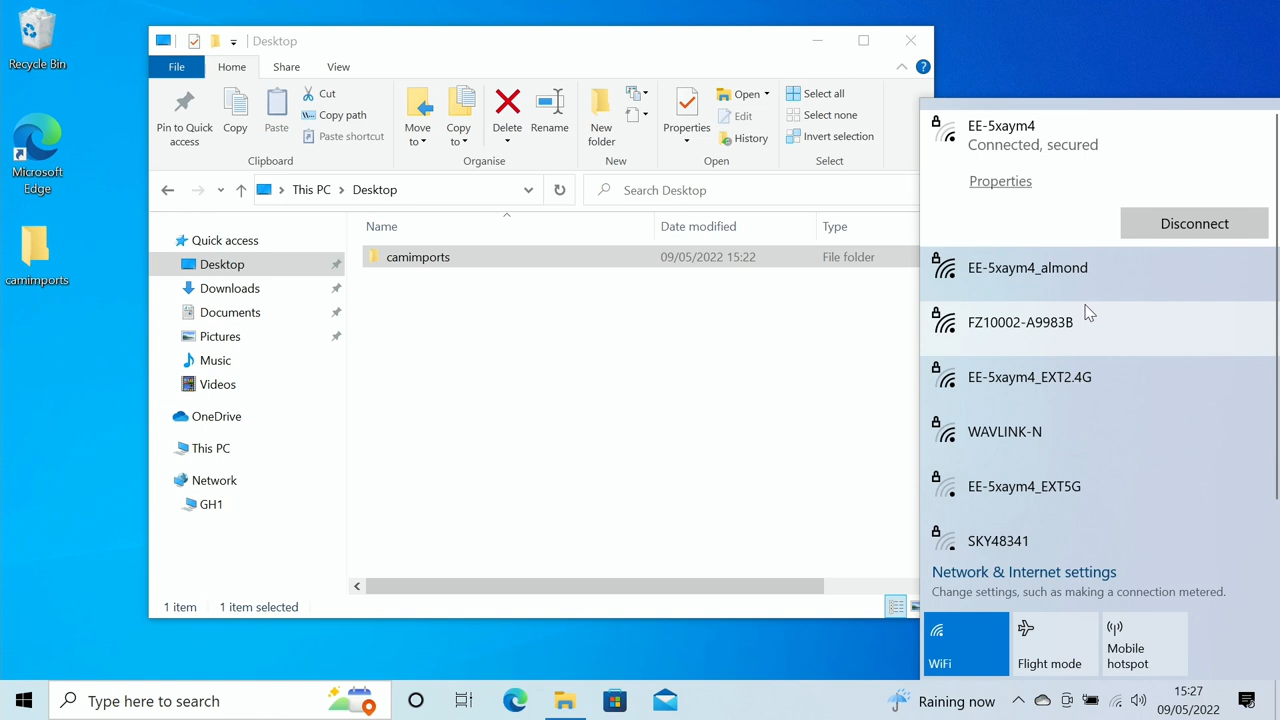 Recycle Bin
Microsoft
Edge
camimports
Desktop
File
Home
Share
View
Pin to Quick
access
Copy
Paste
Cut
Copy path
Paste shortcut
Clipboard
Move
to
Copy
to
Delete
Rename
Organise
New
folder
New
Properties
Open
Edit
History
Open
Select all
Select none
Invert selection
Select
This PC
Desktop
Search Desktop
Quick access
Desktop
Downloads
Documents
Pictures
Music
Videos
OneDrive
This PC
Network
GH1
Name
Date modified
Type
camimports
09/05/2022 15:22
File folder
1 item
1 item selected
EE-5xaym4
Connected, secured
Properties
Disconnect
EE-5xaym4_almond
FZ10002-A9983B
EE-5xaym4_EXT2.4G
WAVLINK-N
EE-5xaym4_EXT5G
SKY48341
Network & Internet settings
Change settings, such as making a connection metered.
WiFi
Flight mode
Mobile
hotspot
Type here to search
Raining now
15:27
09/05/2022